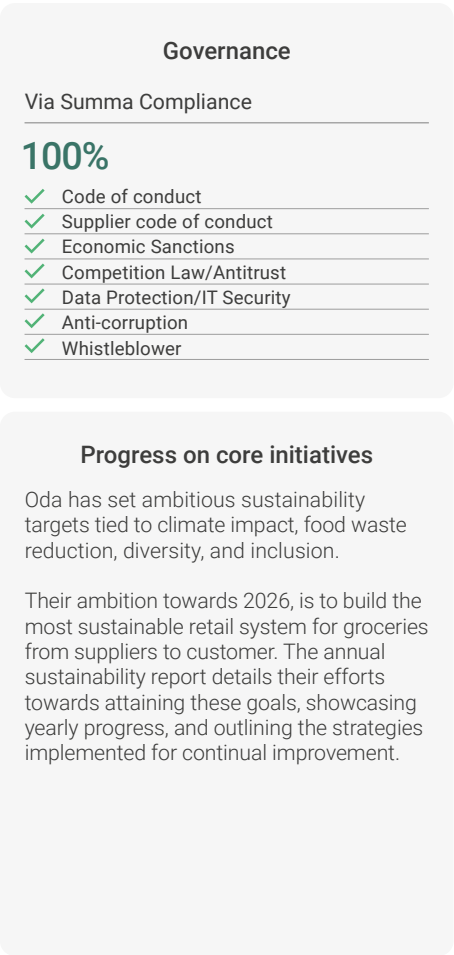 Governance
Via Summa Compliance
100%
Code of conduct
Supplier code of conduct
Economic Sanctions
Competition Law/Antitrust
Data Protection/IT Security
Anti-corruption
Whistleblower
Progress on core initiatives
Oda has set ambitious sustainability
targets tied to climate impact, food waste
reduction, diversity, and inclusion.
Their ambition towards 2026, is to build the
most sustainable retail system for groceries
from suppliers to customer. The annual
sustainability report details their efforts
towards attaining these goals, showcasing
yearly progress, and outlining the strategies
implemented for continual improvement.